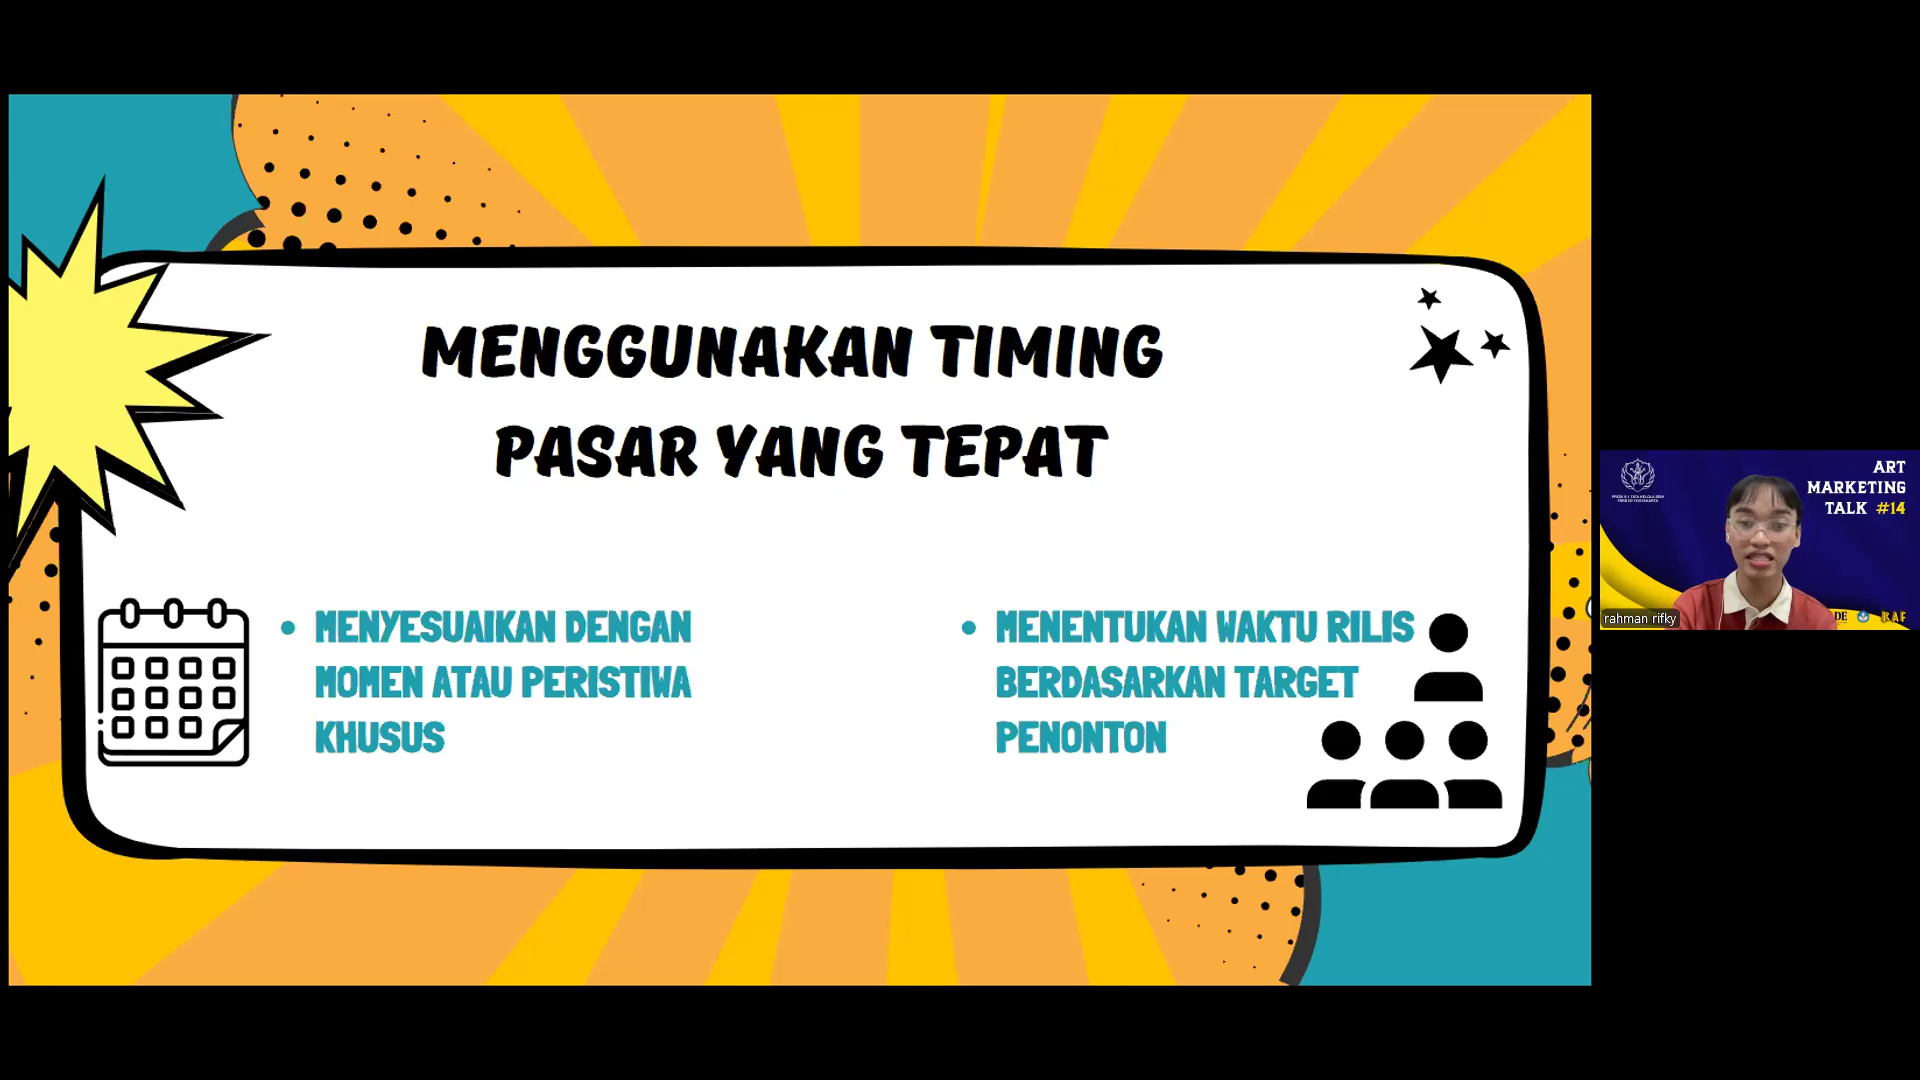 MENGGUNAKAN TIMING
PASAR YANG TEPAT
• MENYESUAIKAN DENGAN
MOMEN ATAU PERISTIWA
KHUSUS
• MENENTUKAN WAKTU RILIS
BERDASARKAN TARGET
PENONTON
ART
MARKETING
TALK #14
rahman rifky